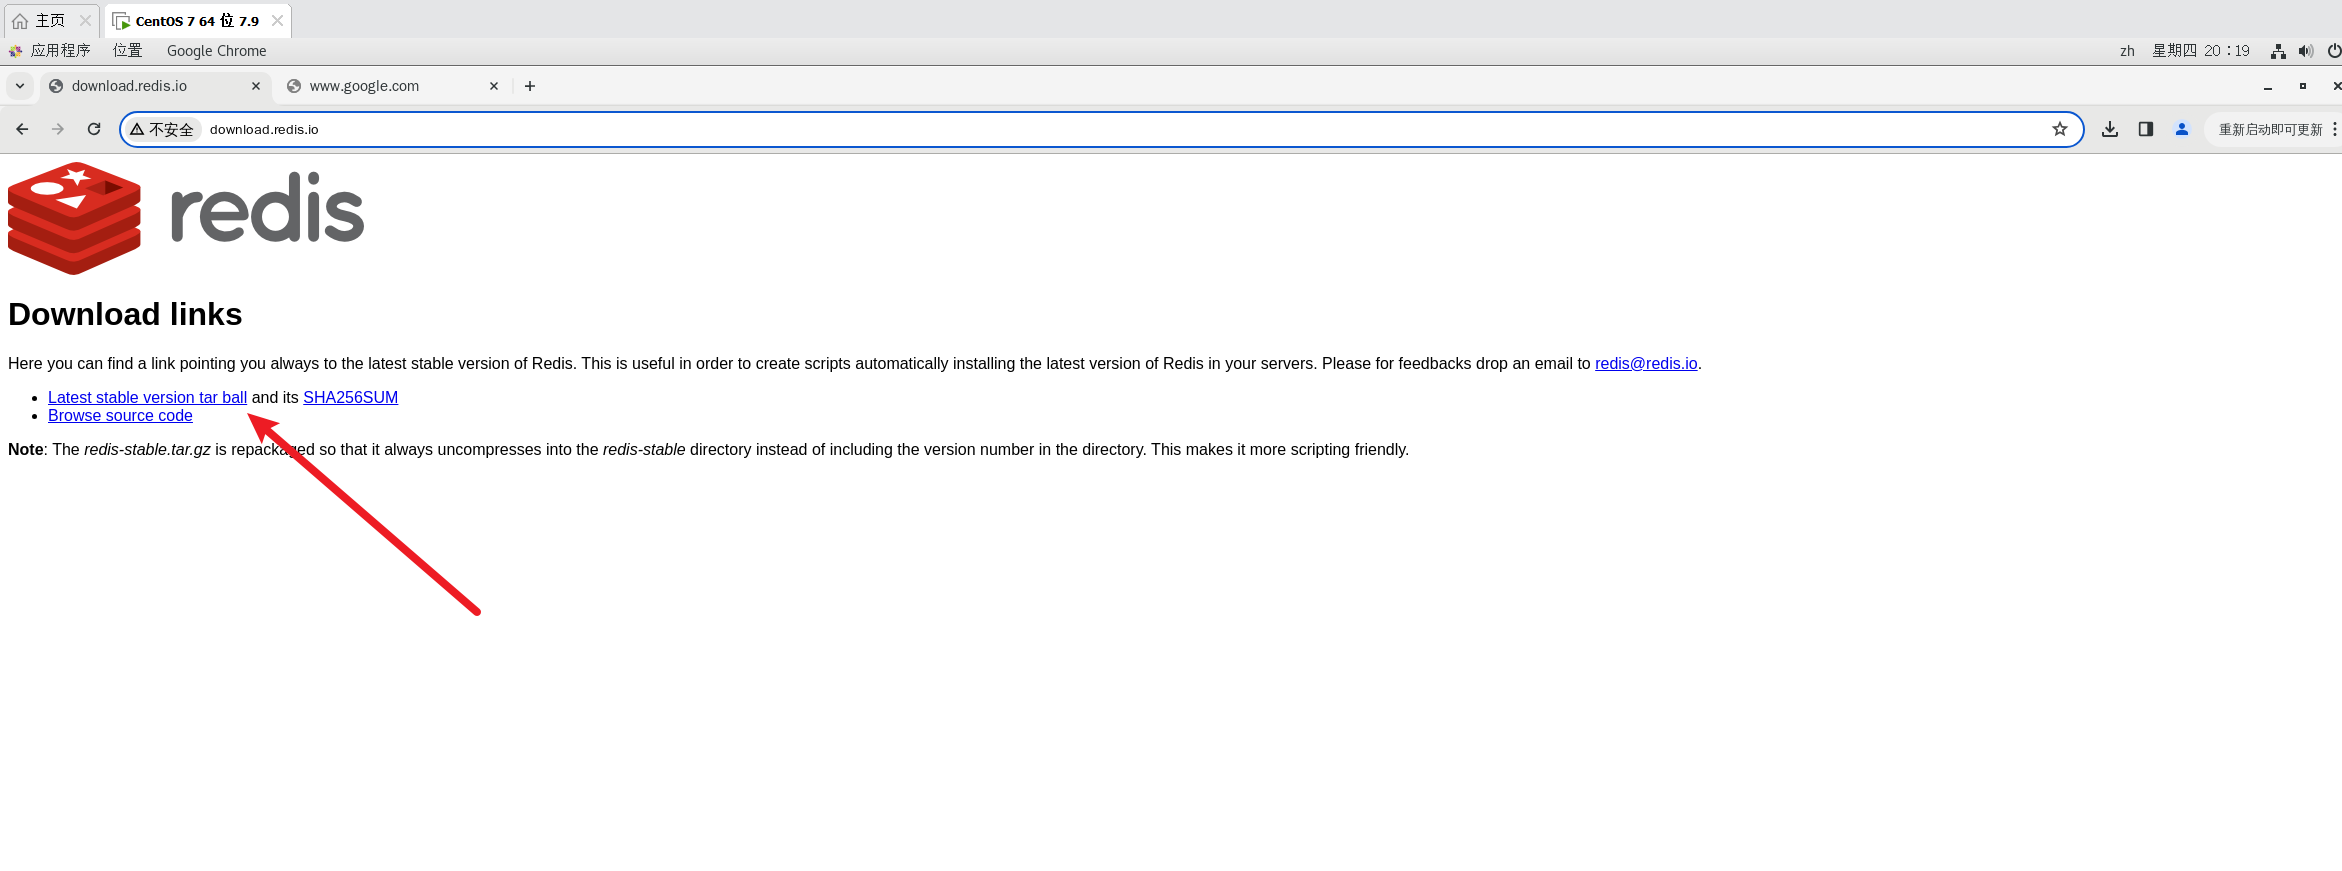 主页
CentOS 7 64 位 7.9
应用程序 位置 Google Chrome zh 星期四 20：19
download.redis.io www.google.com
不安全 download.redis.io 重新启动即可更新
redis
Download links
Here you can find a link pointing you always to the latest stable version of Redis. This is useful in order to create scripts automatically installing the latest version of Redis in your servers. Please for feedbacks drop an email to redis@redis.io.
Latest stable version tar ball and its SHA256SUM
Browse source code
Note: The redis-stable.tar.gz is repackaged so that it always uncompresses into the redis-stable directory instead of including the version number in the directory. This makes it more scripting friendly.